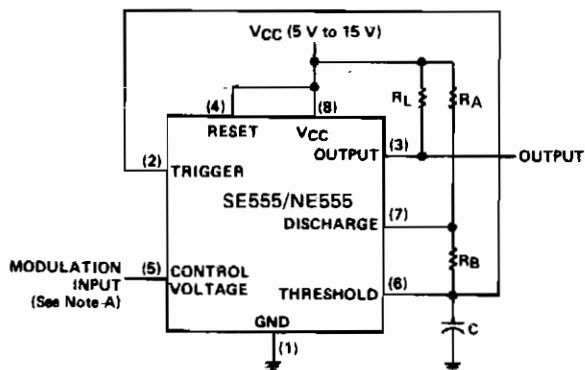 VCC (5 V to 15 V)
(4)
(8)
RL
RA
RESET
VCC
OUTPUT
(3)
OUTPUT
(2)
TRIGGER
SE555/NE555
DISCHARGE
(7)
RB
MODULATION
INPUT
(See Note A)
(5)
CONTROL
VOLTAGE
THRESHOLD
(6)
GND
(1)
C